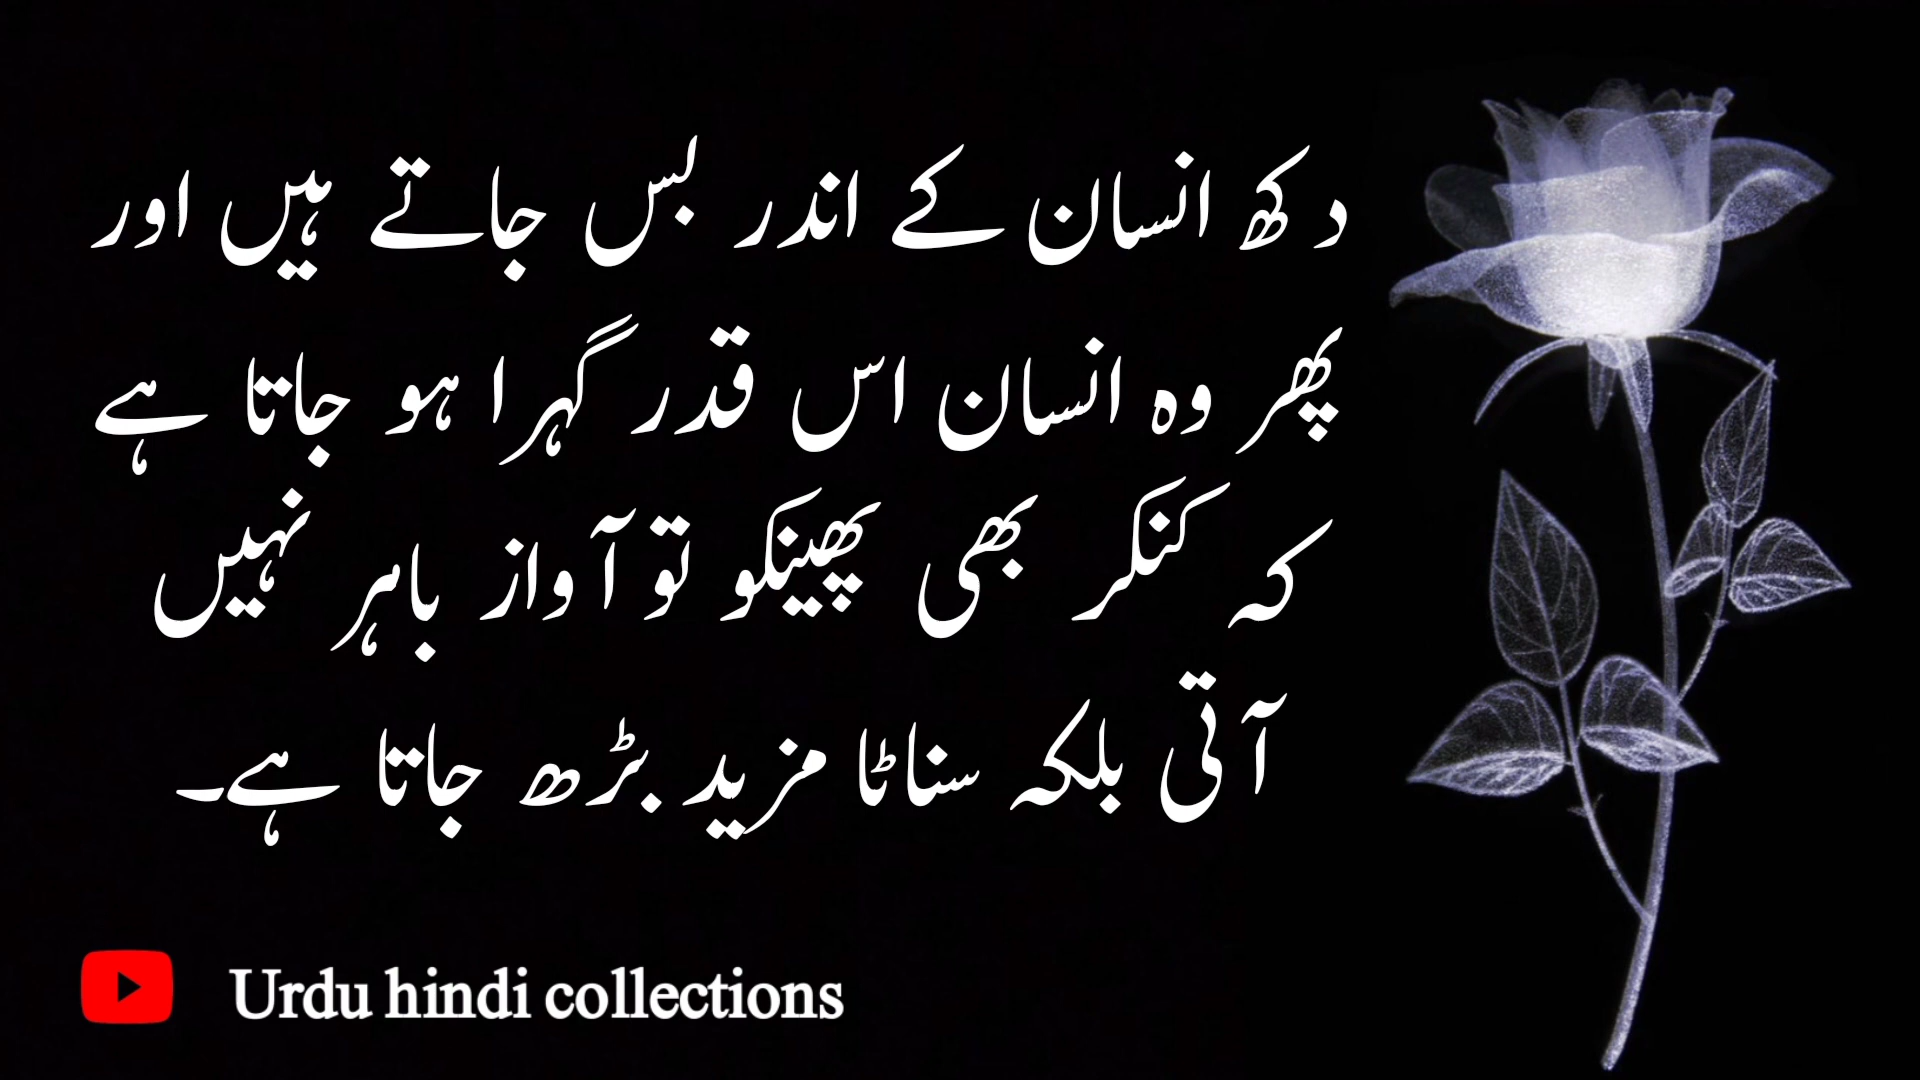 دکھ انسان کے اندر بس جاتے ہیں اور
پھر وہ انسان اس قدر گہرا ہو جاتا ہے
کہ کنکر بھی پھینکو تو آواز باہر نہیں
آتی بلکہ سناٹا مزید بڑھ جاتا ہے۔
Urdu hindi collections